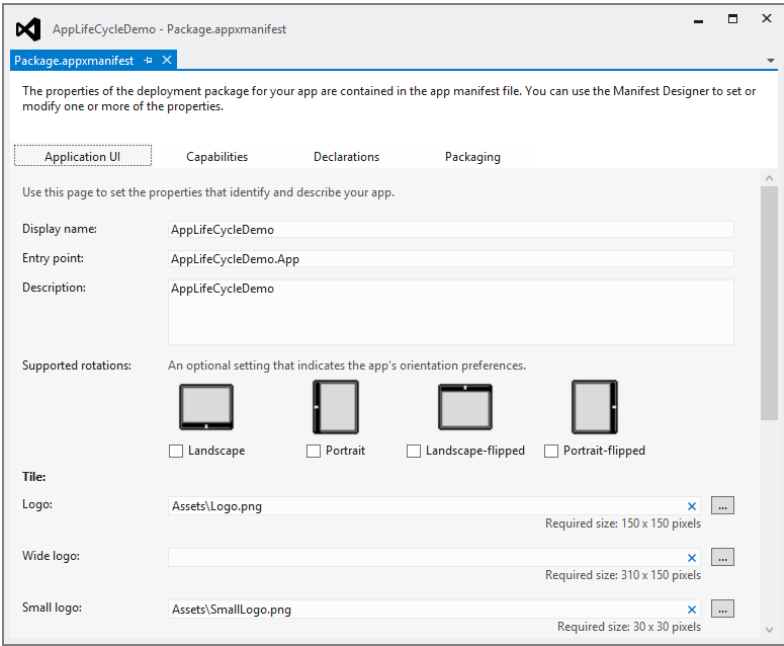 AppLifeCycleDemo - Package.appxmanifest
Package.appxmanifest
The properties of the deployment package for your app are contained in the app manifest file. You can use the Manifest Designer to set or
modify one or more of the properties.
Application UI Capabilities Declarations Packaging
Use this page to set the properties that identify and describe your app.
Display name: AppLifeCycleDemo
Entry point: AppLifeCycleDemo.App
Description: AppLifeCycleDemo
Supported rotations: An optional setting that indicates the app's orientation preferences.
Landscape Portrait Landscape-flipped Portrait-flipped
Tile:
Logo: Assets\Logo.png ...
Required size: 150 x 150 pixels
Wide logo: ...
Required size: 310 x 150 pixels
Small logo: Assets\SmallLogo.png ...
Required size: 30 x 30 pixels